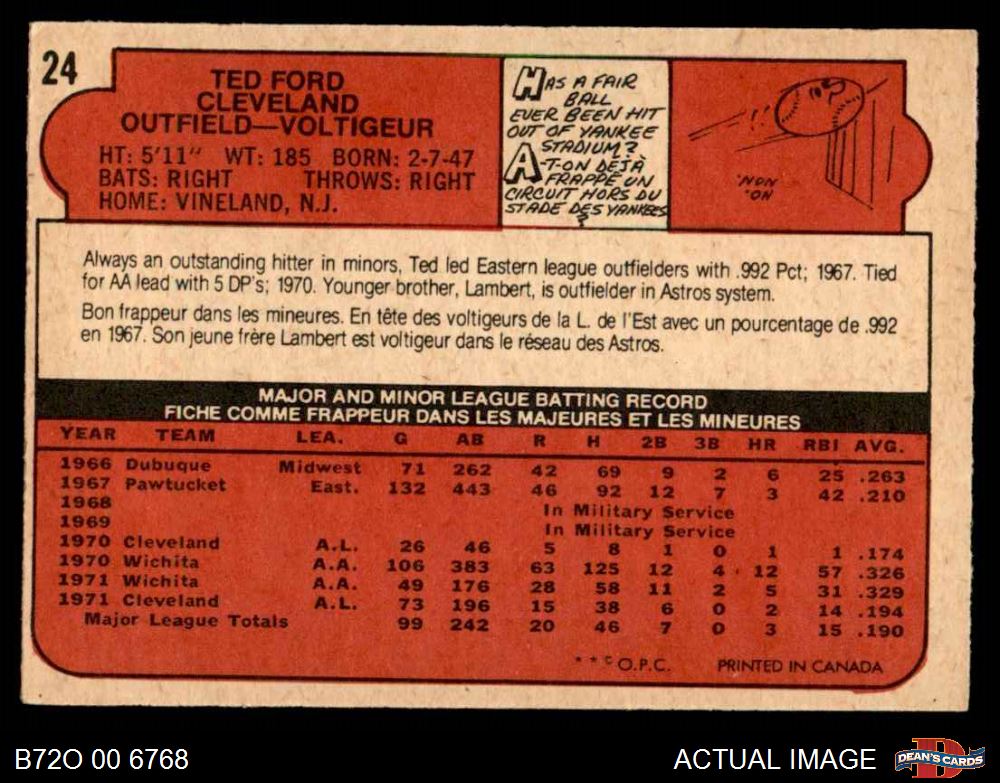 24
TED FORD
CLEVELAND
OUTFIELD—VOLTIGEUR
HT: 5'11" WT: 185 BORN: 2-7-47
BATS: RIGHT THROWS: RIGHT
HOME: VINELAND, N.J.
HAS A FAIR
BALL
EVER BEEN HIT
OUT OF YANKEE
STADIUM?
A-T-ON DÉJÀ
FRAPPÉ UN
CIRCUIT HORS DU
STADE DES YANKEES
?
NO.
NON.
Always an outstanding hitter in minors, Ted led Eastern league outfielders with .992 Pct; 1967. Tied
for AA lead with 5 DP's; 1970. Younger brother, Lambert, is outfielder in Astros system.
Bon frappeur dans les mineures. En tête des voltigeurs de la L. de l'Est avec un pourcentage de .992
en 1967. Son jeune frère Lambert est voltigeur dans le réseau des Astros.
MAJOR AND MINOR LEAGUE BATTING RECORD
FICHE COMME FRAPPEUR DANS LES MAJEURES ET LES MINEURES
YEAR TEAM LEA. G AB R H 2B 3B HR RBI AVG.
1966 Dubuque Midwest 71 262 42 69 9 2 6 25 .263
1967 Pawtucket East. 132 443 46 92 12 7 3 42 .210
1968 In Military Service
1969 In Military Service
1970 Cleveland A.L. 26 46 5 8 1 0 1 1 .174
1970 Wichita A.A. 106 383 63 125 12 4 12 57 .326
1971 Wichita A.A. 49 176 28 58 11 2 5 31 .329
1971 Cleveland A.L. 73 196 15 38 6 0 2 14 .194
Major League Totals 99 242 20 46 7 0 3 15 .190
* * © O.P.C. PRINTED IN CANADA
B72O 00 6768
ACTUAL IMAGE
D
DEAN'S CARDS